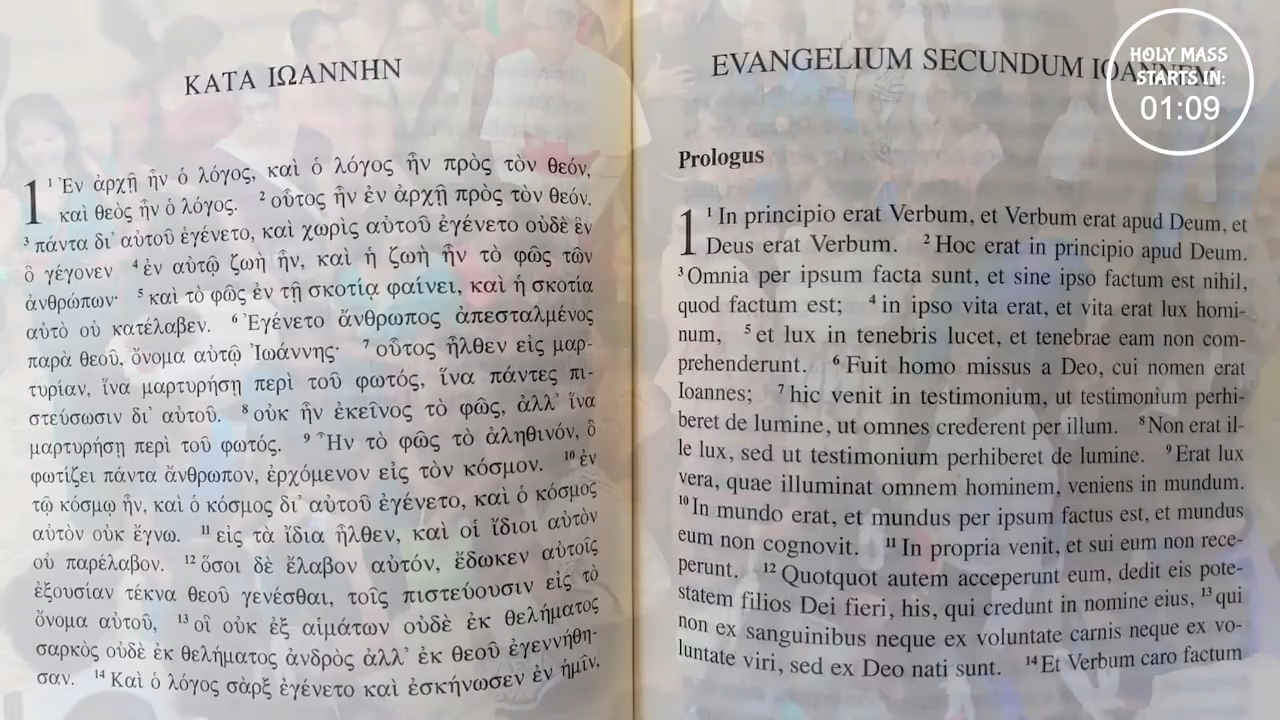 ΚΑΤΑ ΙΩΑΝΝΗΝ
1 ¹ Ἐν ἀρχῇ ἦν ὁ λόγος, καὶ ὁ λόγος ἦν πρὸς τὸν θεόν,
καὶ θεὸς ἦν ὁ λόγος. ² οὗτος ἦν ἐν ἀρχῇ πρὸς τὸν θεόν.
³ πάντα δι’ αὐτοῦ ἐγένετο, καὶ χωρὶς αὐτοῦ ἐγένετο οὐδὲ ἓν
ὃ γέγονεν ⁴ ἐν αὐτῷ ζωὴ ἦν, καὶ ἡ ζωὴ ἦν τὸ φῶς τῶν
ἀνθρώπων· ⁵ καὶ τὸ φῶς ἐν τῇ σκοτίᾳ φαίνει, καὶ ἡ σκοτία
αὐτὸ οὐ κατέλαβεν. ⁶ Ἐγένετο ἄνθρωπος ἀπεσταλμένος
παρὰ θεοῦ, ὄνομα αὐτῷ Ἰωάννης· ⁷ οὗτος ἦλθεν εἰς μαρ-
τυρίαν, ἵνα μαρτυρήσῃ περὶ τοῦ φωτός, ἵνα πάντες πι-
στεύσωσιν δι’ αὐτοῦ. ⁸ οὐκ ἦν ἐκεῖνος τὸ φῶς, ἀλλ’ ἵνα
μαρτυρήσῃ περὶ τοῦ φωτός. ⁹ Ἦν τὸ φῶς τὸ ἀληθινόν, ὃ
φωτίζει πάντα ἄνθρωπον, ἐρχόμενον εἰς τὸν κόσμον. ¹⁰ ἐν
τῷ κόσμῳ ἦν, καὶ ὁ κόσμος δι’ αὐτοῦ ἐγένετο, καὶ ὁ κόσμος
αὐτὸν οὐκ ἔγνω. ¹¹ εἰς τὰ ἴδια ἦλθεν, καὶ οἱ ἴδιοι αὐτὸν
οὐ παρέλαβον. ¹² ὅσοι δὲ ἔλαβον αὐτόν, ἔδωκεν αὐτοῖς
ἐξουσίαν τέκνα θεοῦ γενέσθαι, τοῖς πιστεύουσιν εἰς τὸ
ὄνομα αὐτοῦ, ¹³ οἳ οὐκ ἐξ αἱμάτων οὐδὲ ἐκ θελήματος
σαρκὸς οὐδὲ ἐκ θελήματος ἀνδρὸς ἀλλ’ ἐκ θεοῦ ἐγεννήθη-
σαν. ¹⁴ Καὶ ὁ λόγος σὰρξ ἐγένετο καὶ ἐσκήνωσεν ἐν ἡμῖν,
EVANGELIUM SECUNDUM IOANNEM
Prologus
1 ¹ In principio erat Verbum, et Verbum erat apud Deum, et
Deus erat Verbum. ² Hoc erat in principio apud Deum.
³ Omnia per ipsum facta sunt, et sine ipso factum est nihil,
quod factum est; ⁴ in ipso vita erat, et vita erat lux homi-
num, ⁵ et lux in tenebris lucet, et tenebrae eam non com-
prehenderunt. ⁶ Fuit homo missus a Deo, cui nomen erat
Ioannes; ⁷ hic venit in testimonium, ut testimonium perhi-
beret de lumine, ut omnes crederent per illum. ⁸ Non erat il-
le lux, sed ut testimonium perhiberet de lumine. ⁹ Erat lux
vera, quae illuminat omnem hominem, veniens in mundum.
¹⁰ In mundo erat, et mundus per ipsum factus est, et mundus
eum non cognovit. ¹¹ In propria venit, et sui eum non rece-
perunt. ¹² Quotquot autem acceperunt eum, dedit eis pote-
statem filios Dei fieri, his, qui credunt in nomine eius, ¹³ qui
non ex sanguinibus neque ex voluntate carnis neque ex vo-
luntate viri, sed ex Deo nati sunt. ¹⁴ Et Verbum caro factum
HOLY MASS
STARTS IN:
01:09